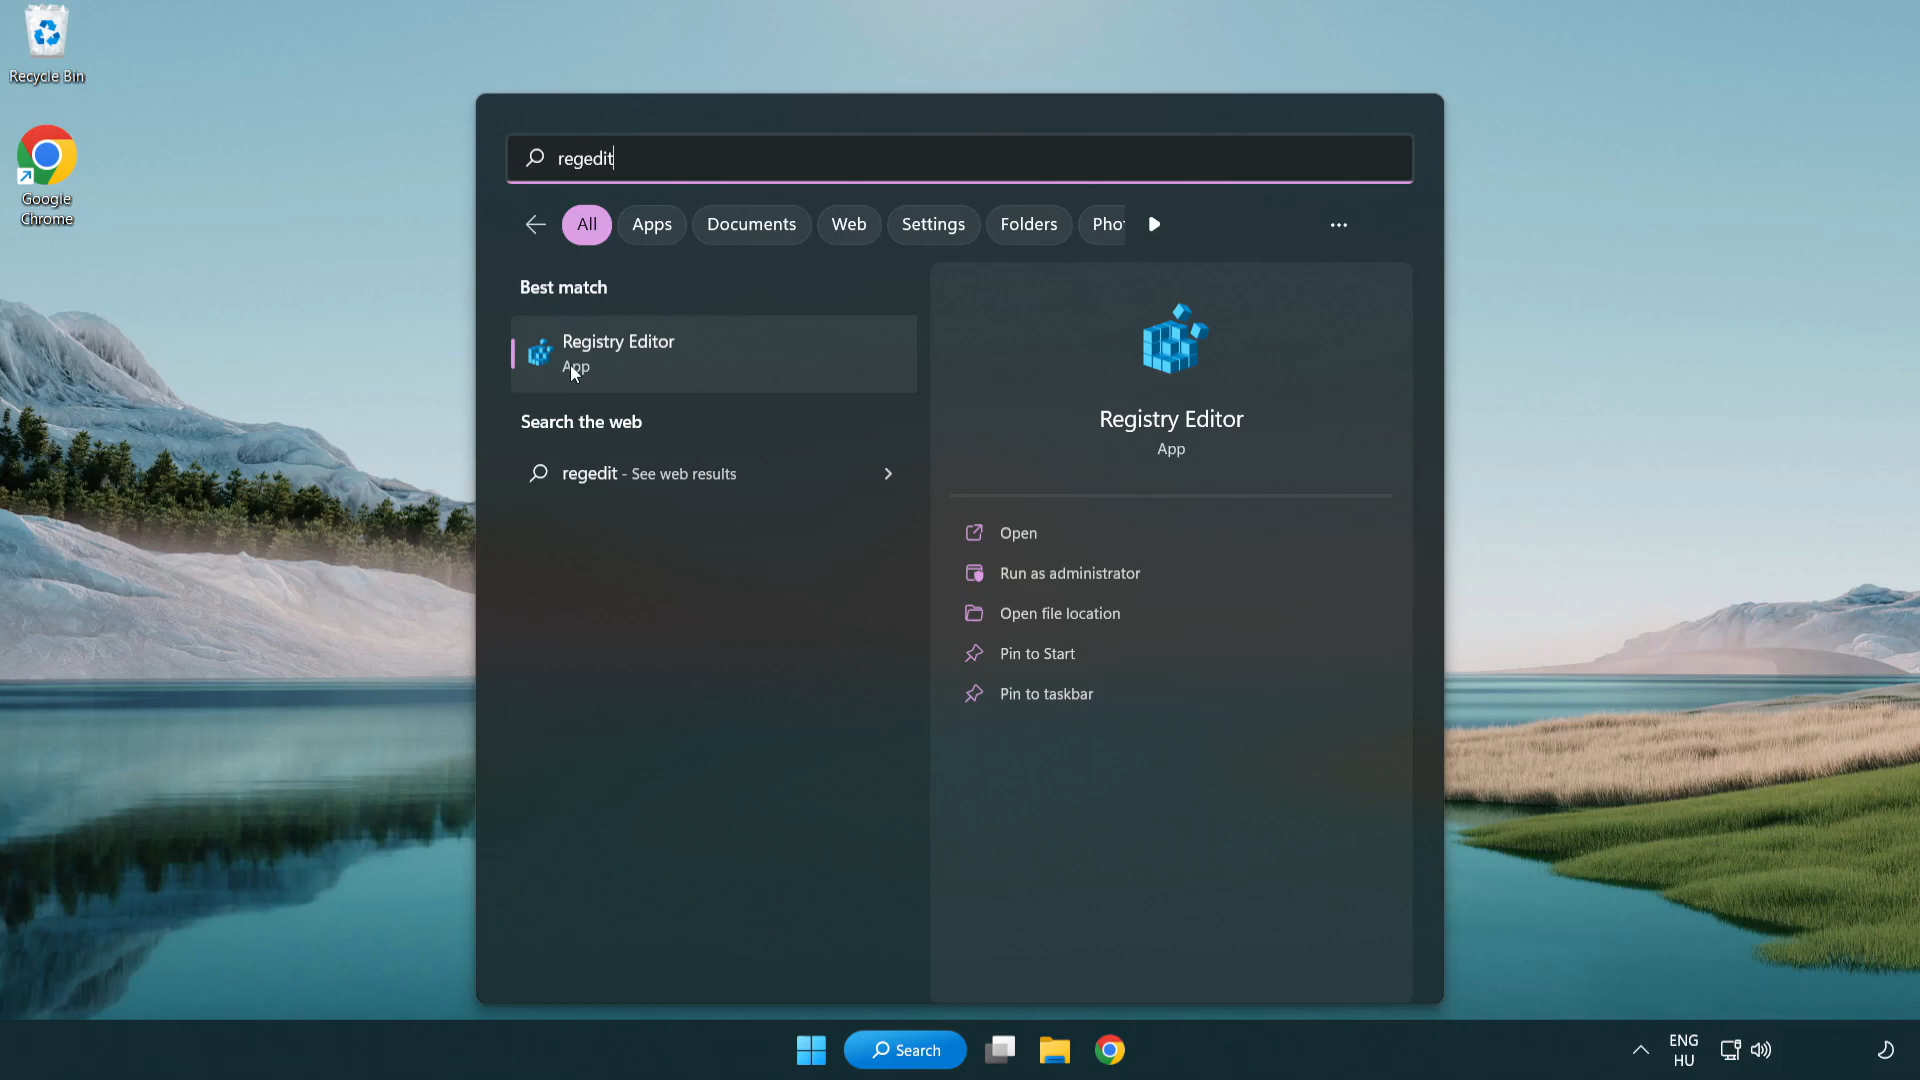 Recycle Bin
Google
Chrome
regedit
All
Apps
Documents
Web
Settings
Folders
Pho
Best match
Registry Editor
App
Search the web
regedit - See web results
Registry Editor
App
Open
Run as administrator
Open file location
Pin to Start
Pin to taskbar
Search
ENG
HU